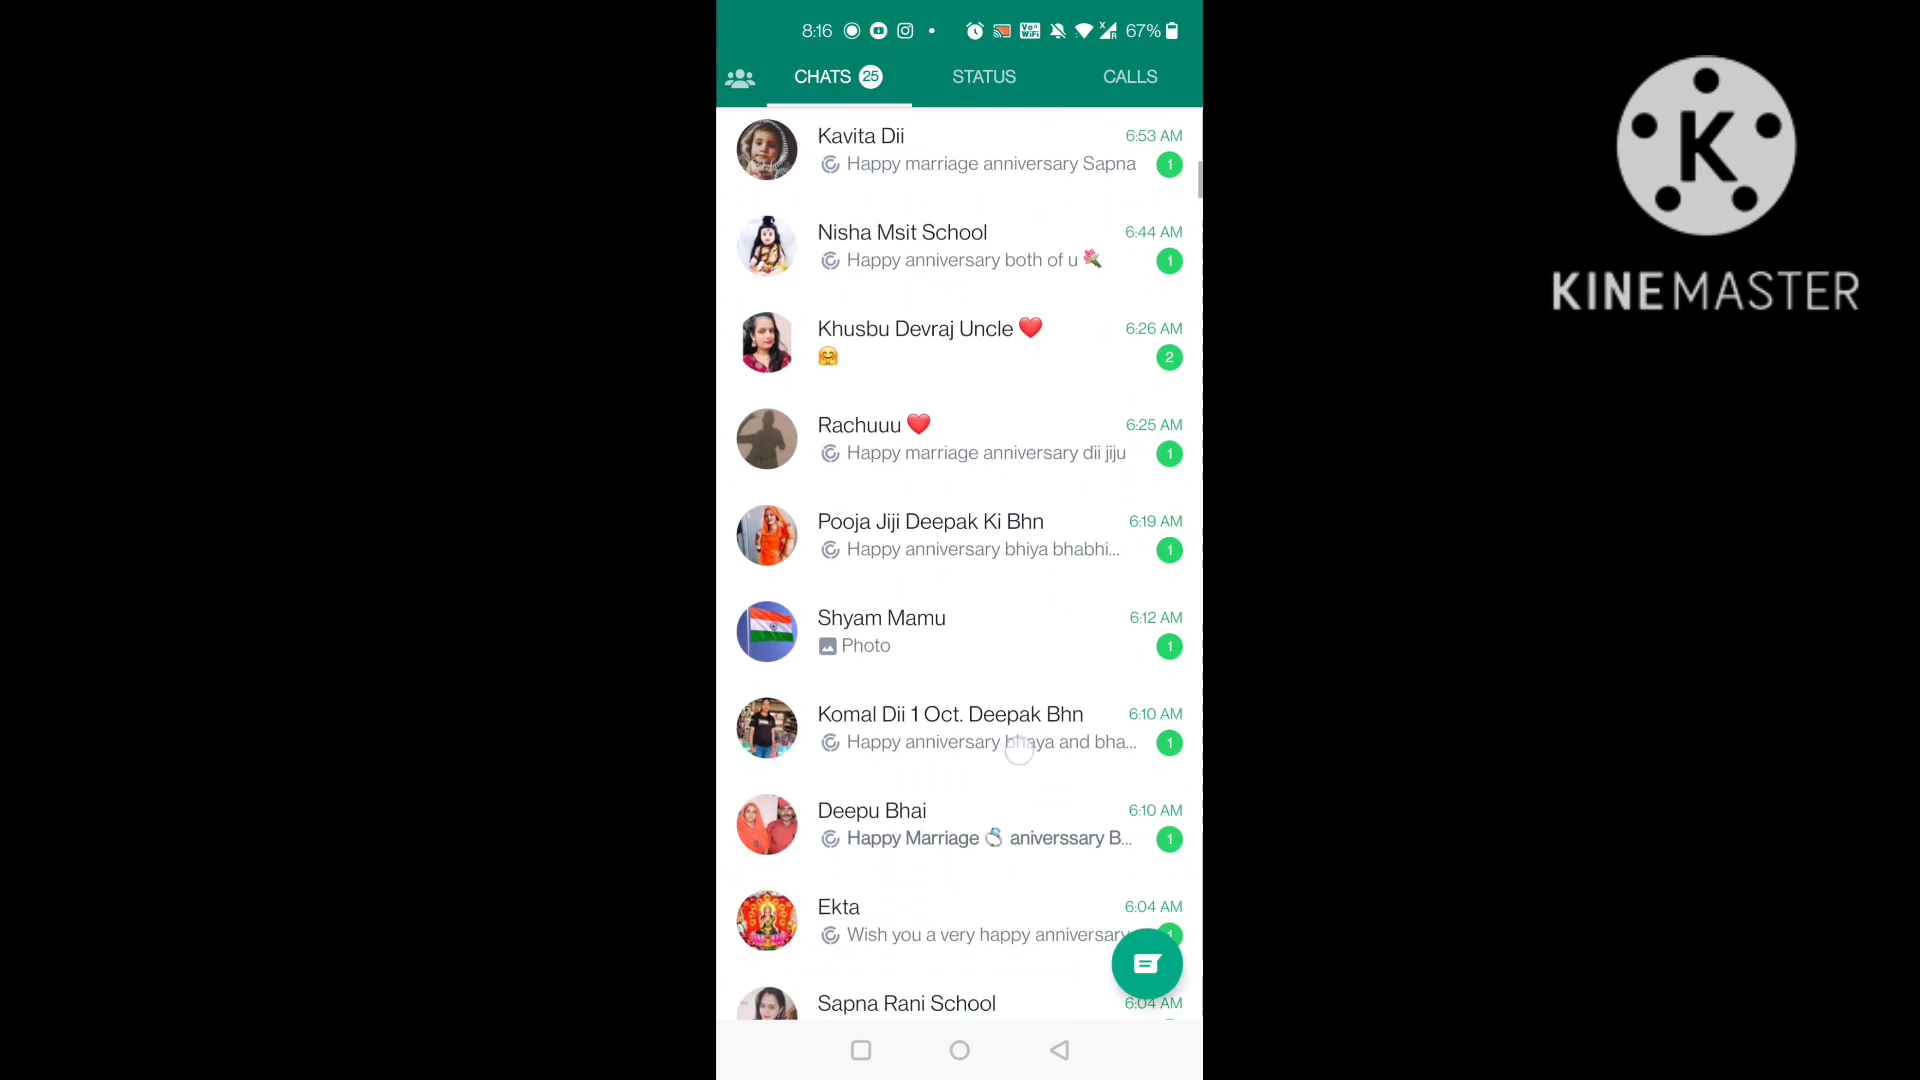 8:16 67%
CHATS 25 STATUS CALLS
Kavita Dii 6:53 AM
Happy marriage anniversary Sapna 1
Nisha Msit School 6:44 AM
Happy anniversary both of u 💐 1
Khusbu Devraj Uncle ❤️ 6:26 AM
🤗 2
Rachuuu ❤️ 6:25 AM
Happy marriage anniversary dii jiju 1
Pooja Jiji Deepak Ki Bhn 6:19 AM
Happy anniversary bhiya bhabhi... 1
Shyam Mamu 6:12 AM
Photo 1
Komal Dii 1 Oct. Deepak Bhn 6:10 AM
Happy anniversary bhaya and bha... 1
Deepu Bhai 6:10 AM
Happy Marriage 💍 aniverssary B... 1
Ekta 6:04 AM
Wish you a very happy anniversary 1
Sapna Rani School 6:04 AM
K
KINEMASTER